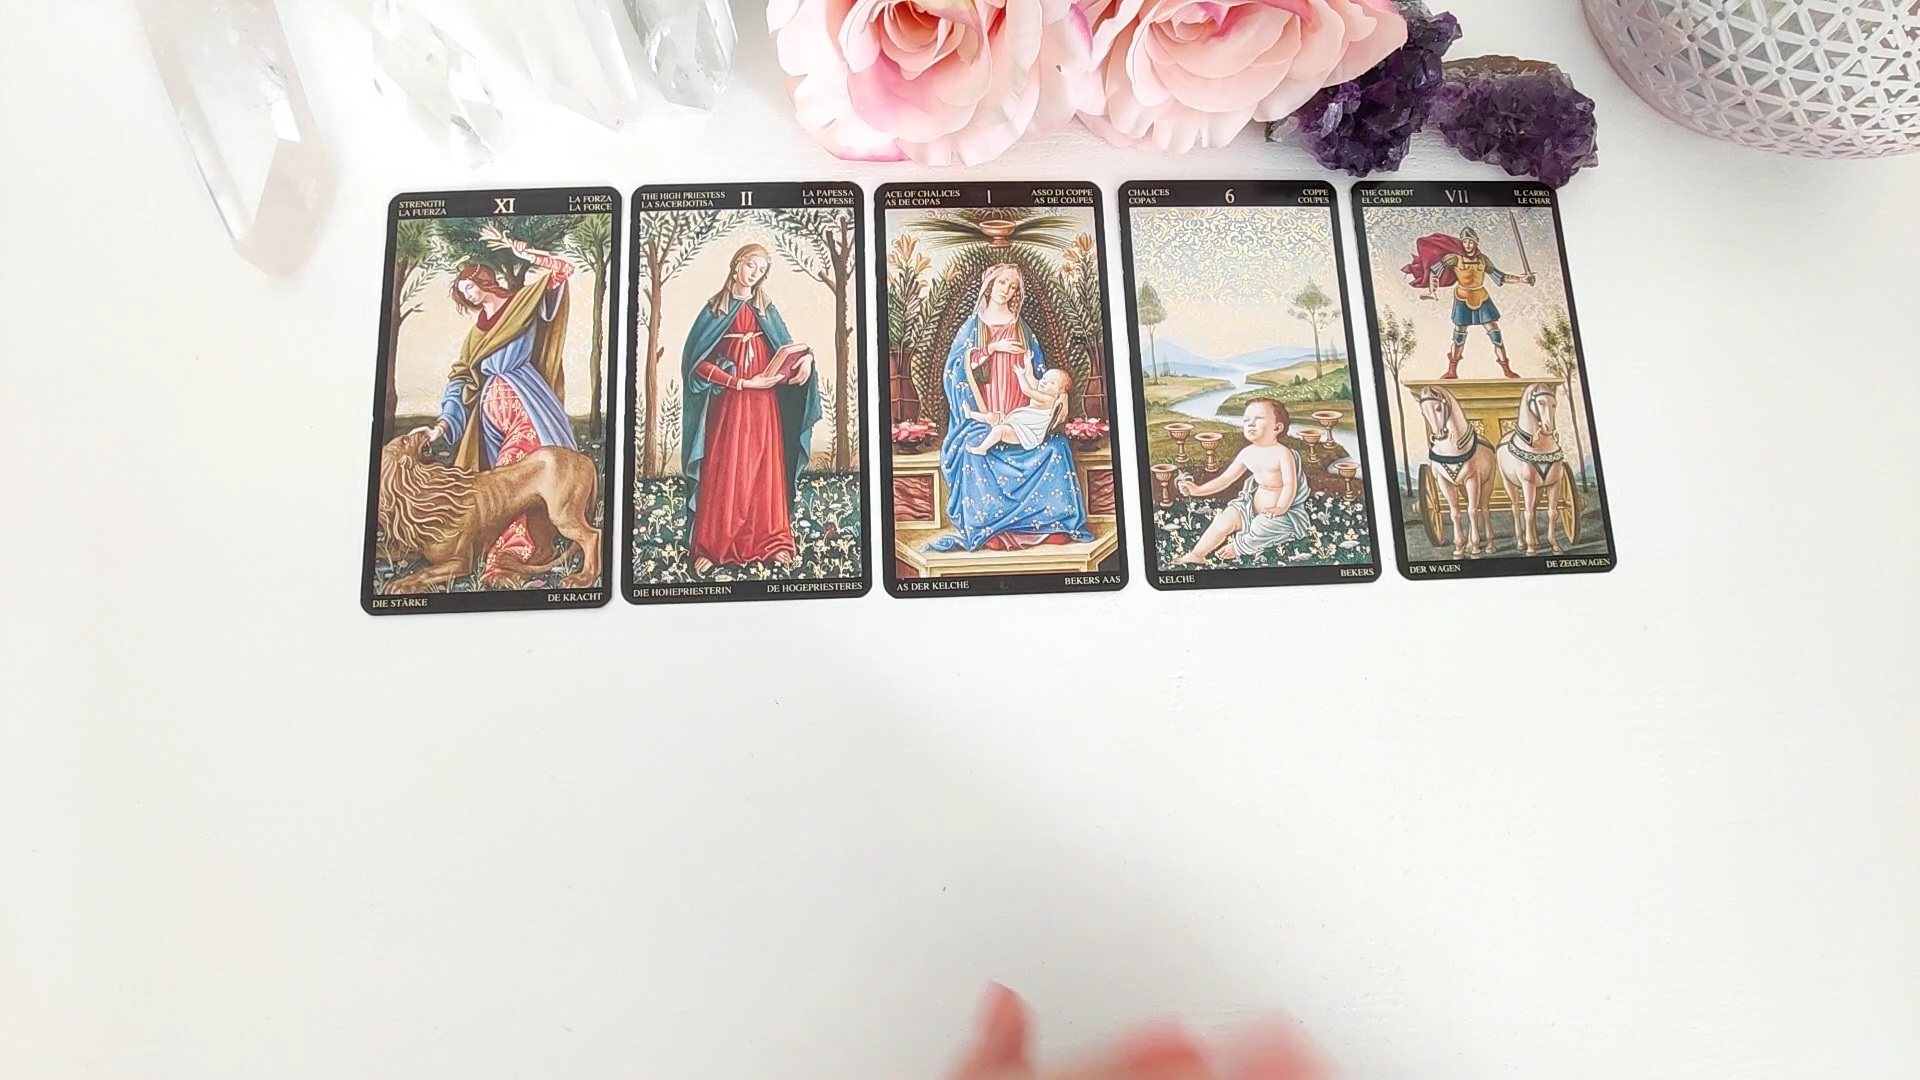 STRENGTH
LA FUERZA
XI
LA FORZA
LA FORCE
DIE STÄRKE
DE KRACHT
THE HIGH PRIESTESS
LA SACERDOTISA
II
LA PAPESSA
LA PAPESSE
DIE HOHEPRIESTERIN
DE HOGEPRIESTERES
ACE OF CHALICES
AS DE COPAS
I
ASSO DI COPPE
AS DE COUPES
AS DER KELCHE
BEKERS AAS
CHALICES
COPAS
6
COPPE
COUPES
KELCHE
BEKERS
THE CHARIOT
EL CARRO
VII
IL CARRO
LE CHAR
DER WAGEN
DE ZEGEWAGEN